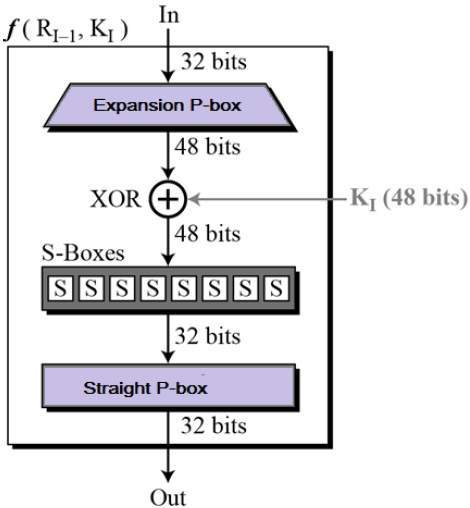 In
f ( R_I–1, K_I )
32 bits
Expansion P-box
48 bits
XOR
K_I (48 bits)
48 bits
S-Boxes
S S S S S S S S
32 bits
Straight P-box
32 bits
Out